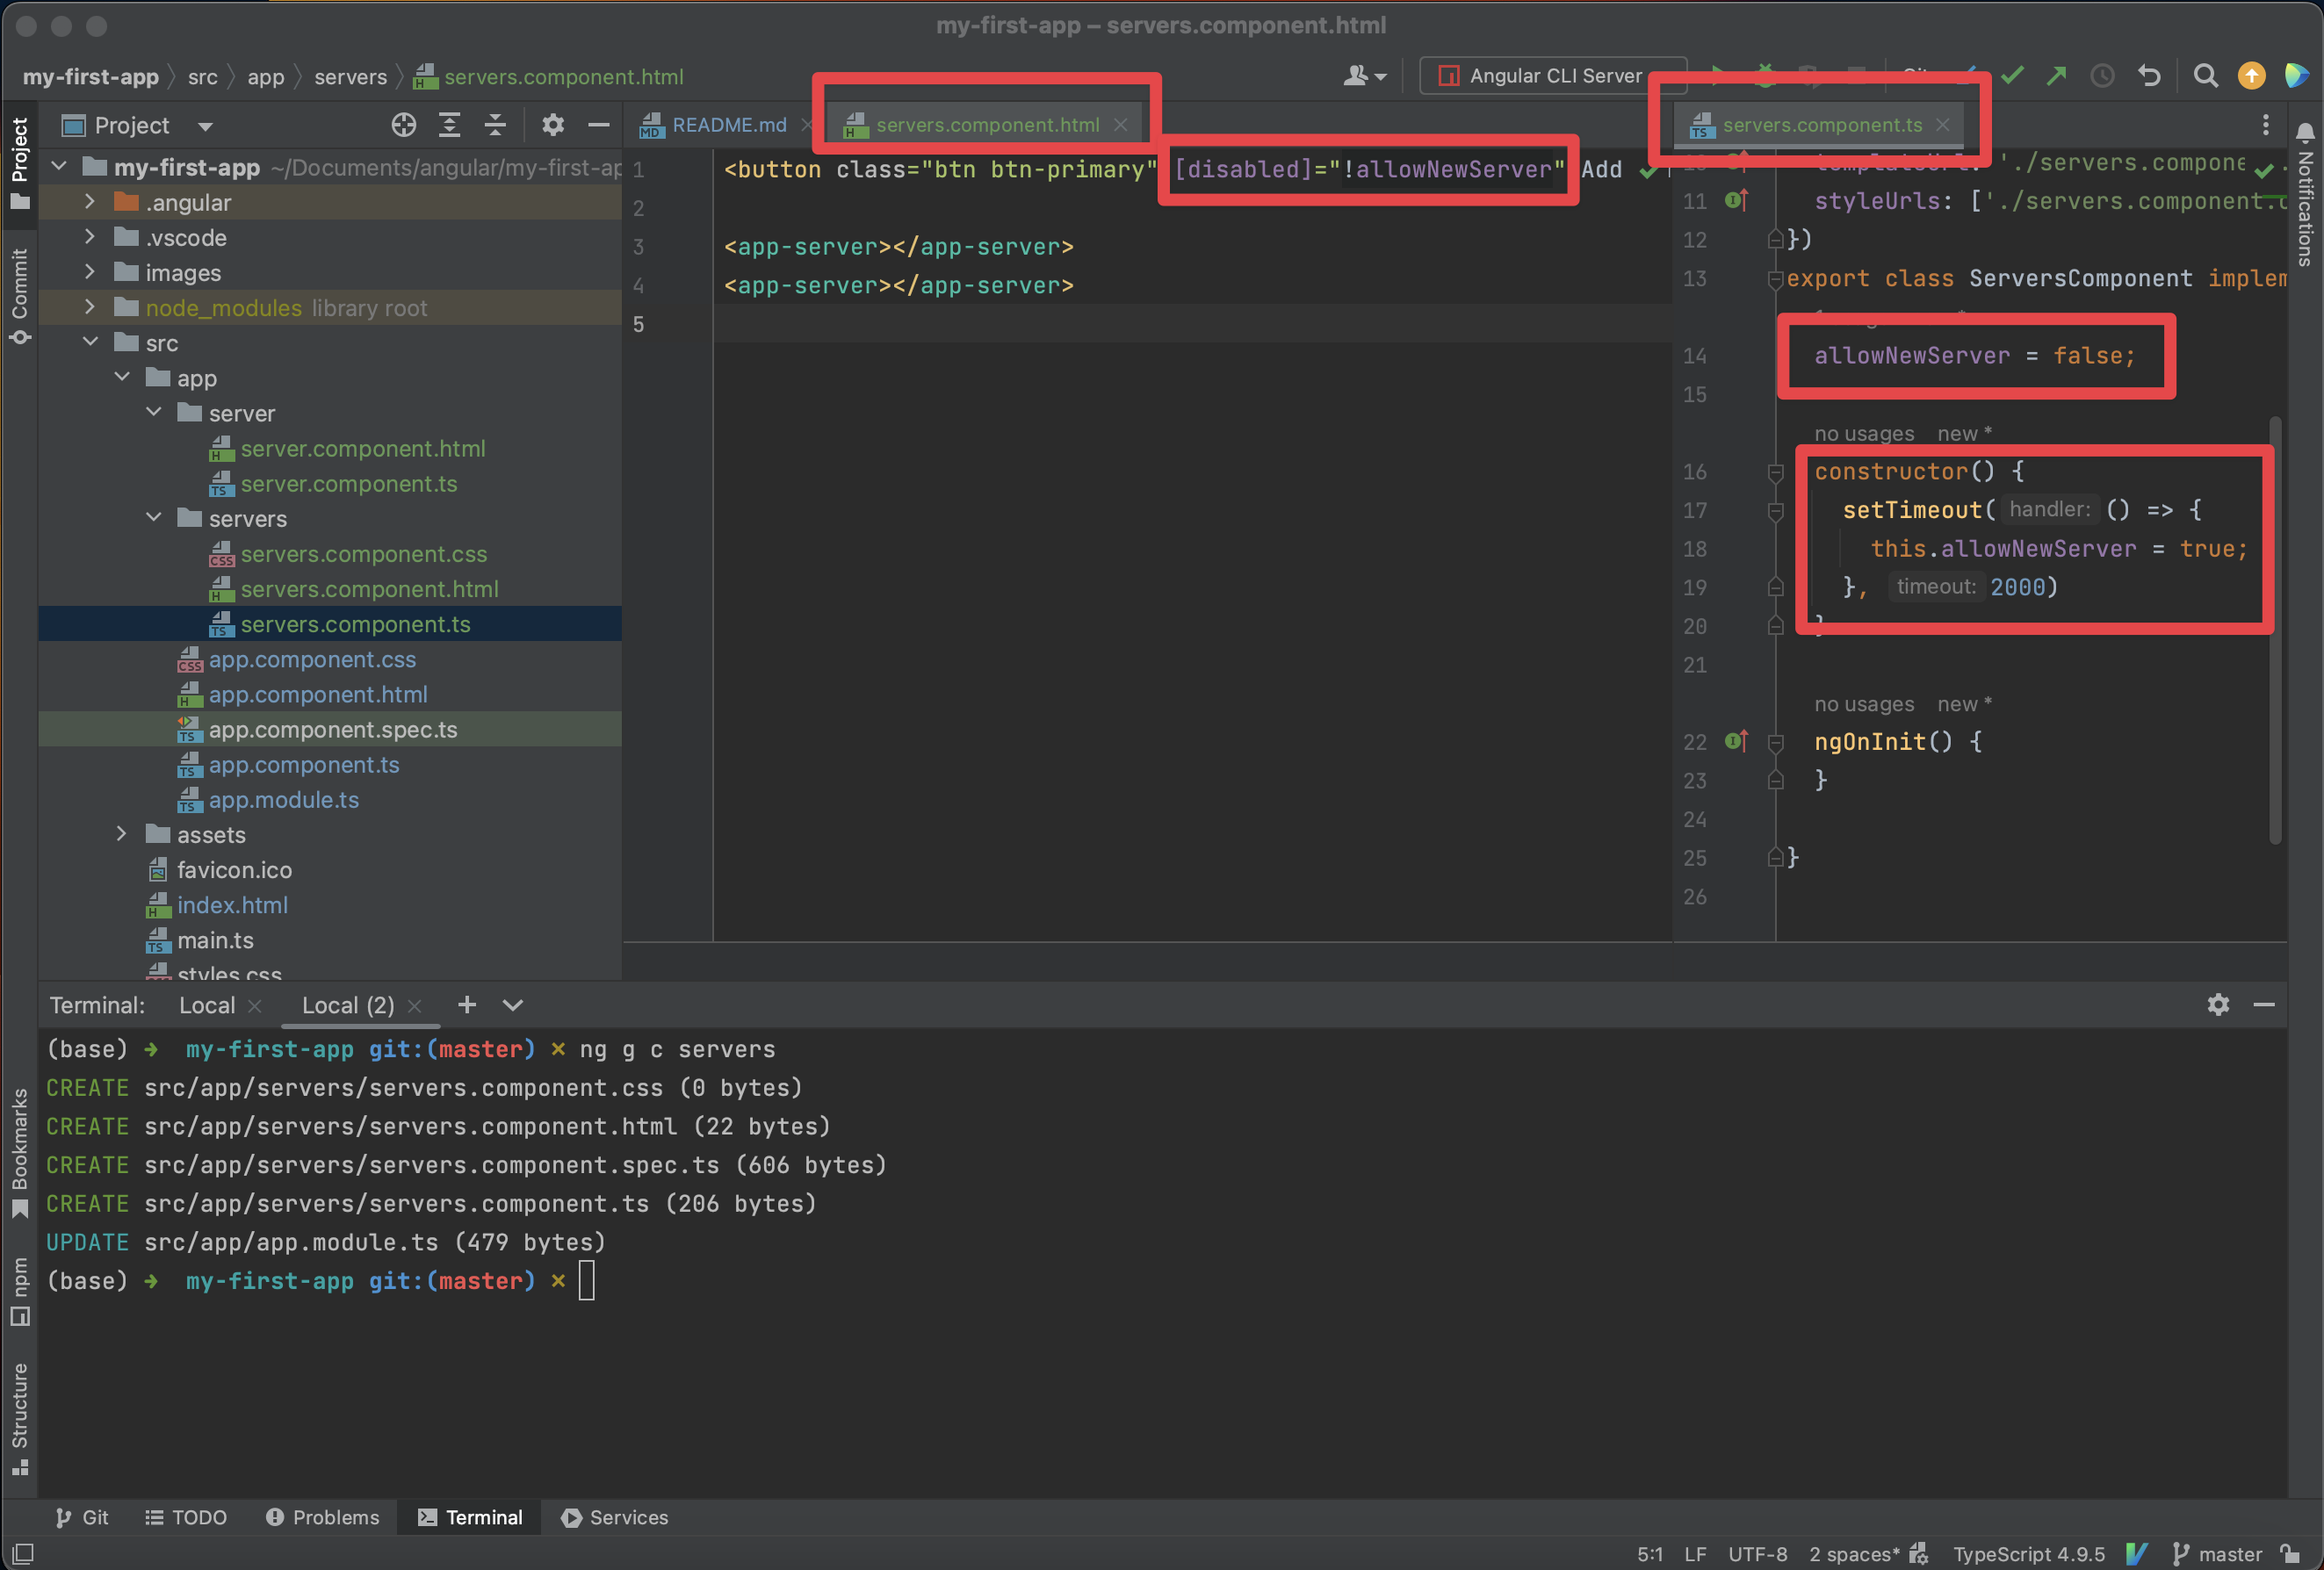 my-first-app – servers.component.html
my-first-app src app servers servers.component.html
Angular CLI Server
Project
README.md
servers.component.html
servers.component.ts
my-first-app ~/Documents/angular/my-first-ap
.angular
.vscode
images
node_modules library root
src
app
server
server.component.html
server.component.ts
servers
servers.component.css
servers.component.html
servers.component.ts
app.component.css
app.component.html
app.component.spec.ts
app.component.ts
app.module.ts
assets
favicon.ico
index.html
main.ts
styles.css
1 <button class="btn btn-primary" [disabled]="!allowNewServer" Add
2
3 <app-server></app-server>
4 <app-server></app-server>
5
'./servers.compone
11 styleUrls: ['./servers.component.
12 })
13 export class ServersComponent implem
14 allowNewServer = false;
15
no usages new *
16 constructor() {
17 setTimeout( handler: () => {
18 this.allowNewServer = true;
19 }, timeout: 2000)
20 }
21
no usages new *
22 ngOnInit() {
23 }
24
25 }
26
Project
Commit
Bookmarks
npm
Structure
Notifications
Terminal: Local Local (2)
(base) ➜ my-first-app git:(master) ✗ ng g c servers
CREATE src/app/servers/servers.component.css (0 bytes)
CREATE src/app/servers/servers.component.html (22 bytes)
CREATE src/app/servers/servers.component.spec.ts (606 bytes)
CREATE src/app/servers/servers.component.ts (206 bytes)
UPDATE src/app/app.module.ts (479 bytes)
(base) ➜ my-first-app git:(master) ✗
Git TODO Problems Terminal Services
5:1 LF UTF-8 2 spaces* TypeScript 4.9.5 master